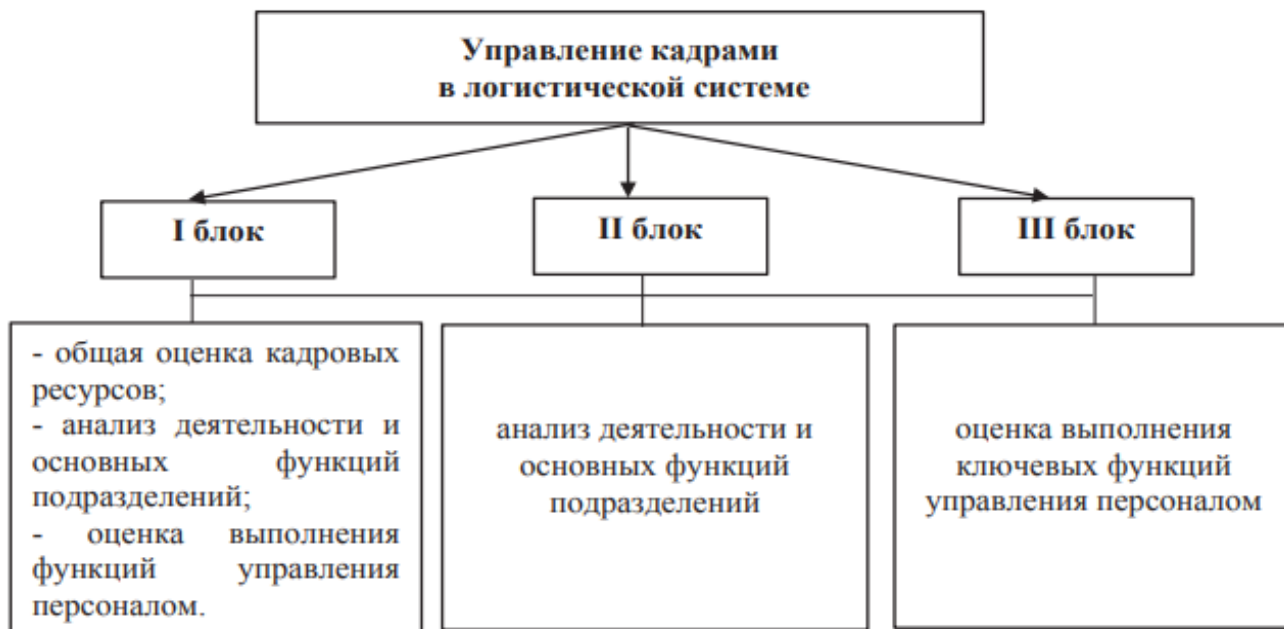 Управление кадрами
в логистической системе
I блок
II блок
III блок
- общая оценка кадровых
ресурсов;
- анализ деятельности и
основных функций
подразделений;
- оценка выполнения
функций управления
персоналом.
анализ деятельности и
основных функций
подразделений
оценка выполнения
ключевых функций
управления персоналом